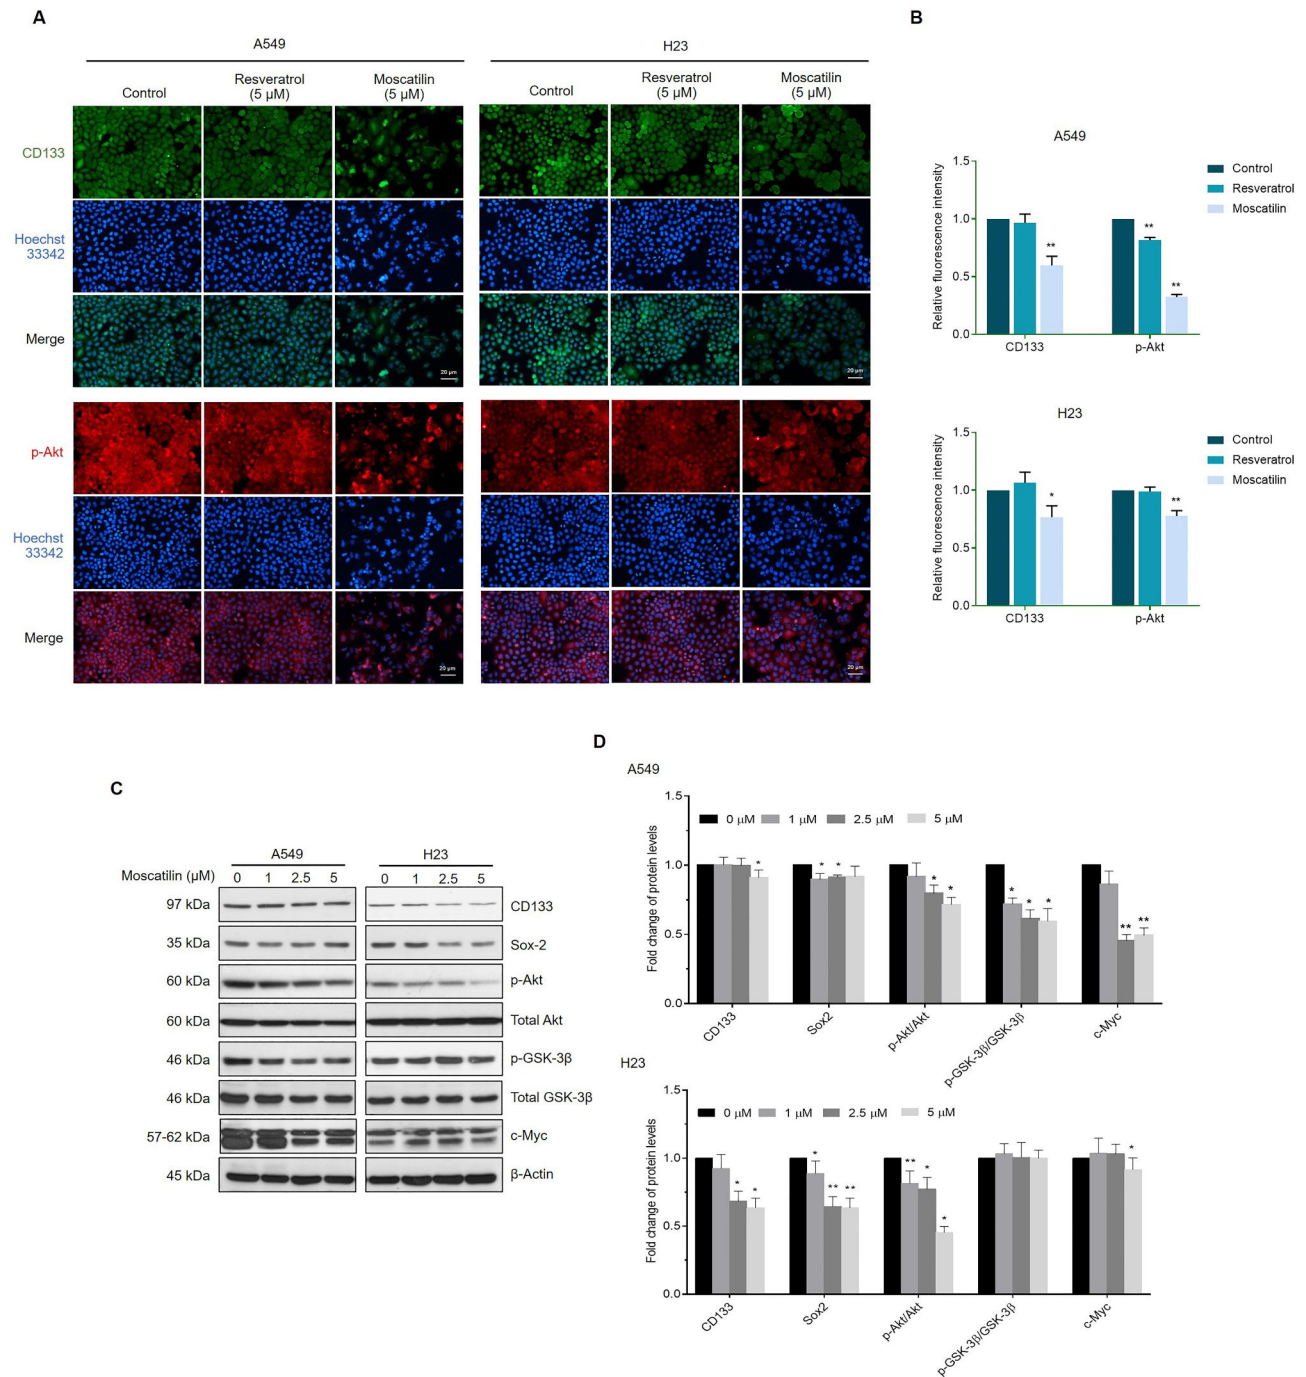 A
A549
H23
Control
Resveratrol
(5 µM)
Moscatilin
(5 µM)
Control
Resveratrol
(5 µM)
Moscatilin
(5 µM)
CD133
Hoechst
33342
Merge
20 µm
20 µm
p-Akt
Hoechst
33342
Merge
20 µm
20 µm
B
A549
Relative fluorescence intensity
1.5
1.0
0.5
0.0
**
**
**
CD133
p-Akt
Control
Resveratrol
Moscatilin
H23
Relative fluorescence intensity
1.5
1.0
0.5
0.0
*
**
CD133
p-Akt
Control
Resveratrol
Moscatilin
C
A549
H23
Moscatilin (µM)
0 1 2.5 5
0 1 2.5 5
97 kDa
CD133
35 kDa
Sox-2
60 kDa
p-Akt
60 kDa
Total Akt
46 kDa
p-GSK-3β
46 kDa
Total GSK-3β
57-62 kDa
c-Myc
45 kDa
β-Actin
D
A549
Fold change of protein levels
1.5
1.0
0.5
0.0
0 µM 1 µM 2.5 µM 5 µM
*
* *
* *
* * *
** **
CD133
Sox2
p-Akt/Akt
p-GSK-3β/GSK-3β
c-Myc
H23
Fold change of protein levels
1.5
1.0
0.5
0.0
0 µM 1 µM 2.5 µM 5 µM
* *
* ** **
** * *
*
CD133
Sox2
p-Akt/Akt
p-GSK-3β/GSK-3β
c-Myc